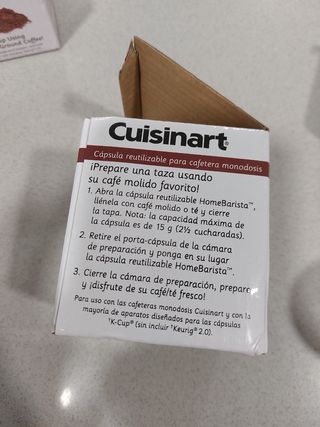 up Using
Ground Coffee!
Cuisinart®
Cápsula reutilizable para cafetera monodosis
¡Prepare una taza usando
su café molido favorito!
1. Abra la cápsula reutilizable HomeBarista™,
llénela con café molido o té y cierre
la tapa. Nota: la capacidad máxima de
la cápsula es de 15 g (2½ cucharadas).
2. Retire el porta-cápsula de la cámara
de preparación y ponga en su lugar
la cápsula reutilizable HomeBarista™.
3. Cierre la cámara de preparación, prepare
y ¡disfrute de su café/té fresco!
Para uso con las cafeteras monodosis Cuisinart y con la
mayoría de aparatos diseñados para las cápsulas
†K-Cup® (sin incluir †Keurig® 2.0).